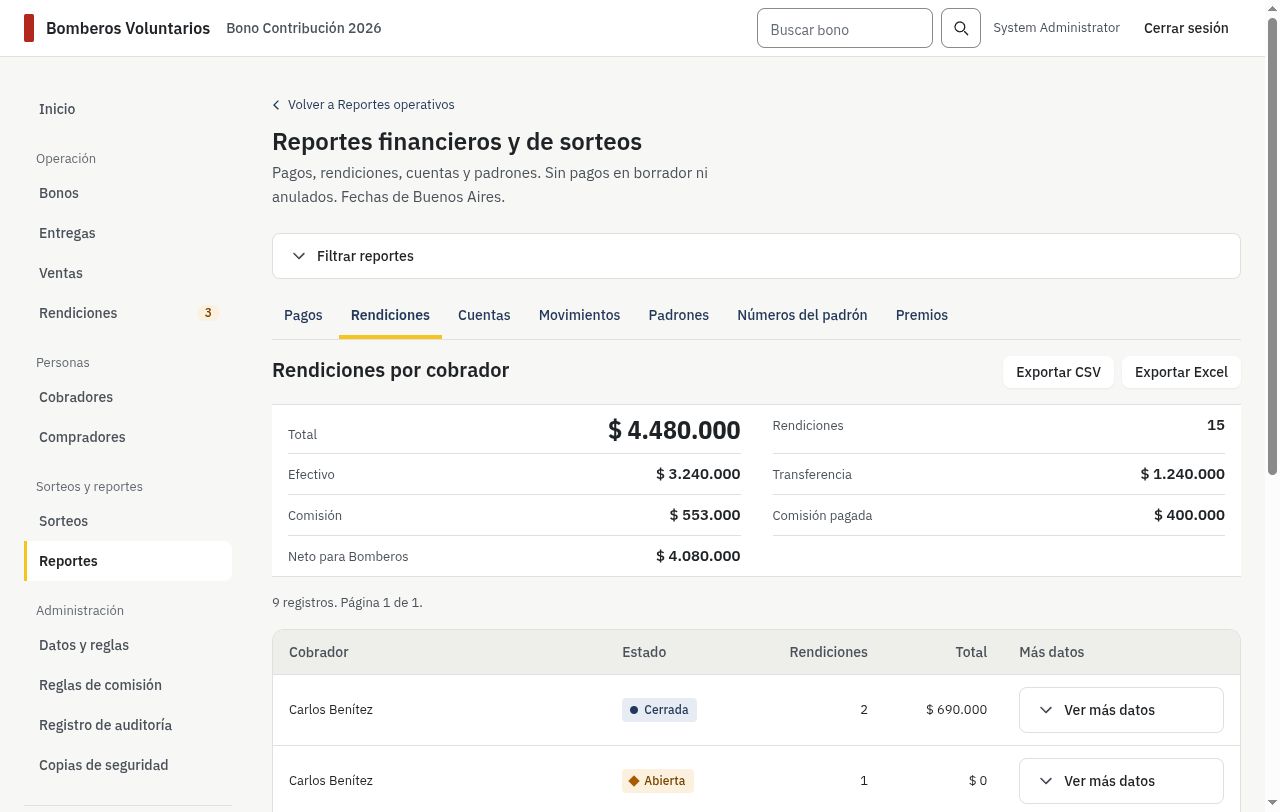 Bomberos Voluntarios
Bono Contribución 2026
Buscar bono
System Administrator
Cerrar sesión
Inicio
Operación
Bonos
Entregas
Ventas
Rendiciones 3
Personas
Cobradores
Compradores
Sorteos y reportes
Sorteos
Reportes
Administración
Datos y reglas
Reglas de comisión
Registro de auditoría
Copias de seguridad
Volver a Reportes operativos
Reportes financieros y de sorteos
Pagos, rendiciones, cuentas y padrones. Sin pagos en borrador ni
anulados. Fechas de Buenos Aires.
Filtrar reportes
Pagos Rendiciones Cuentas Movimientos Padrones Números del padrón Premios
Rendiciones por cobrador
Exportar CSV Exportar Excel
Total $ 4.480.000 Rendiciones 15
Efectivo $ 3.240.000 Transferencia $ 1.240.000
Comisión $ 553.000 Comisión pagada $ 400.000
Neto para Bomberos $ 4.080.000
9 registros. Página 1 de 1.
Cobrador Estado Rendiciones Total Más datos
Carlos Benítez Cerrada 2 $ 690.000 Ver más datos
Carlos Benítez Abierta 1 $ 0 Ver más datos